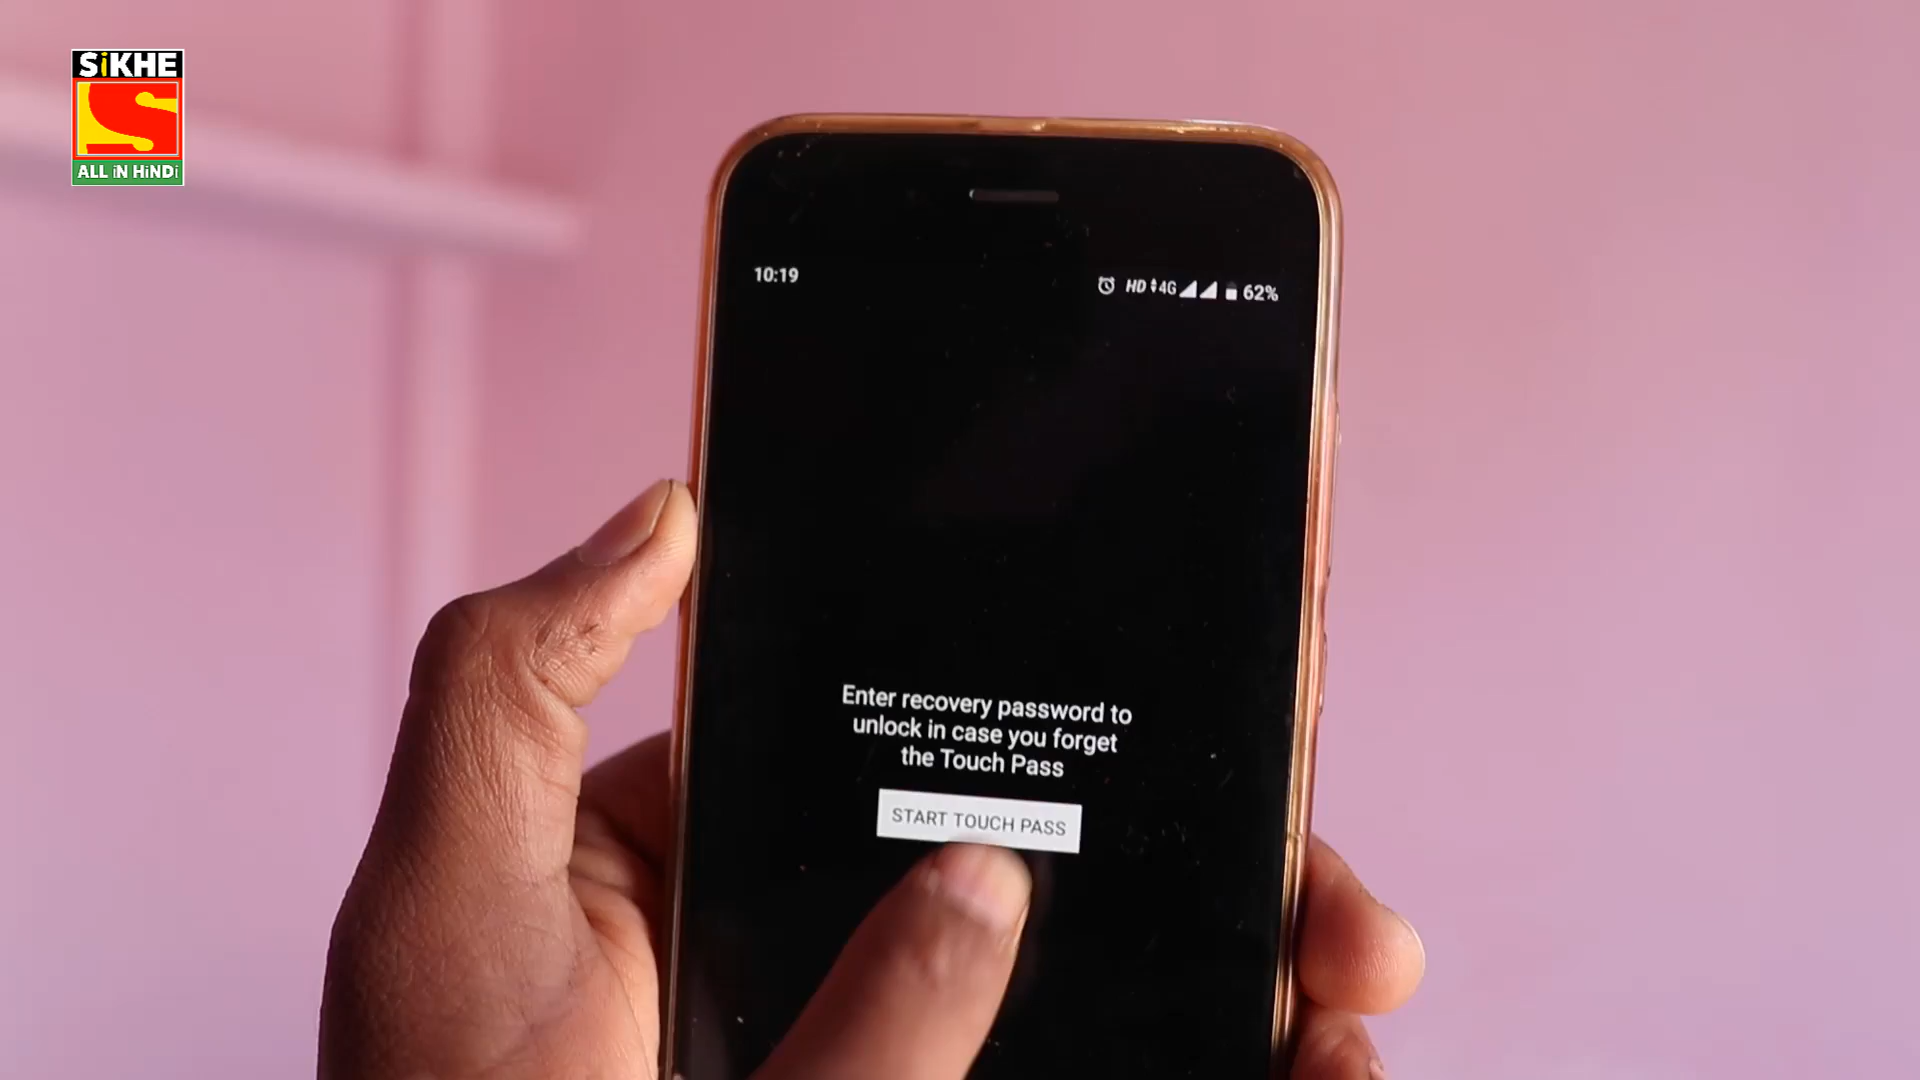 SiKHE
ALL iN HiNDi
10:19
HD 4G 62%
Enter recovery password to
unlock in case you forget
the Touch Pass
START TOUCH PASS